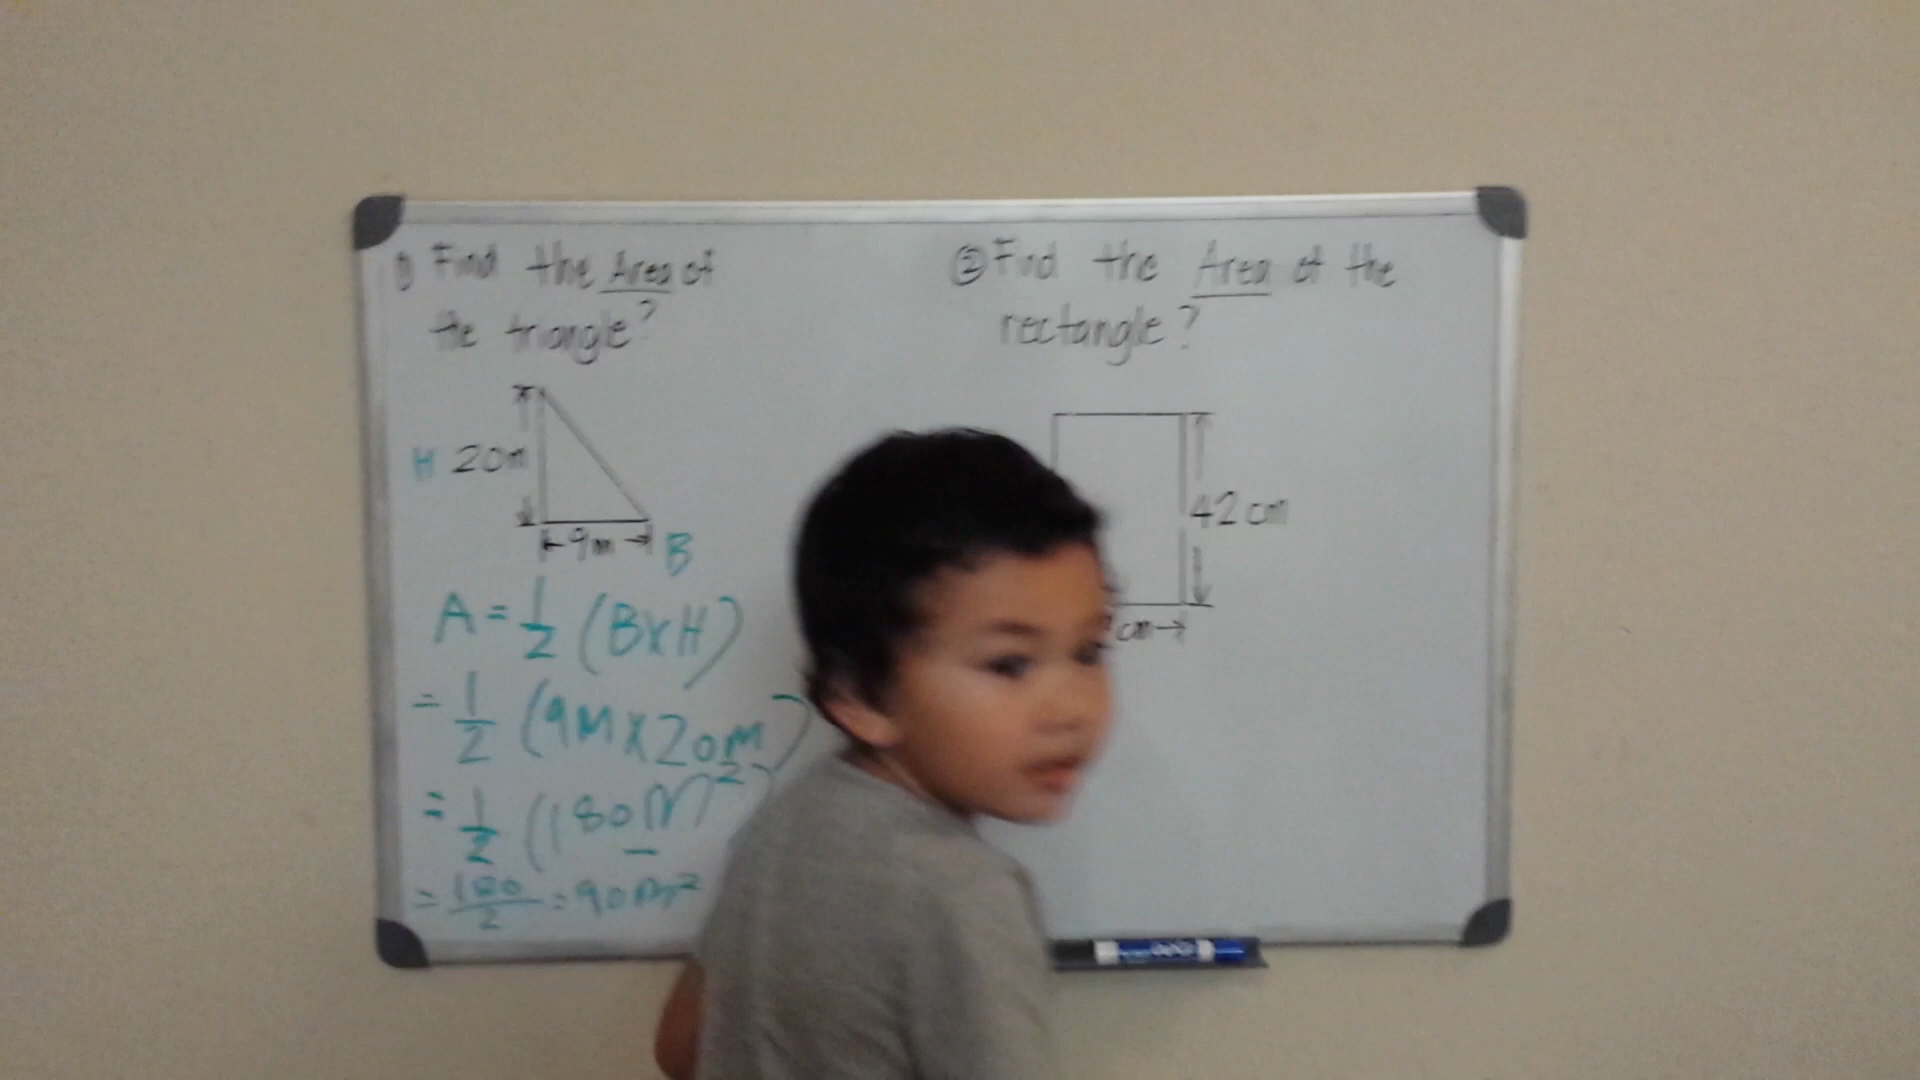 ① Find the Area of
the triangle?
H 20m
9m B
A = 1/2 (B x H)
= 1/2 (9m x 20m)
= 1/2 (180m²)
= 180/2 = 90m²
② Find the Area of the
rectangle?
42 cm
cm
EXPO